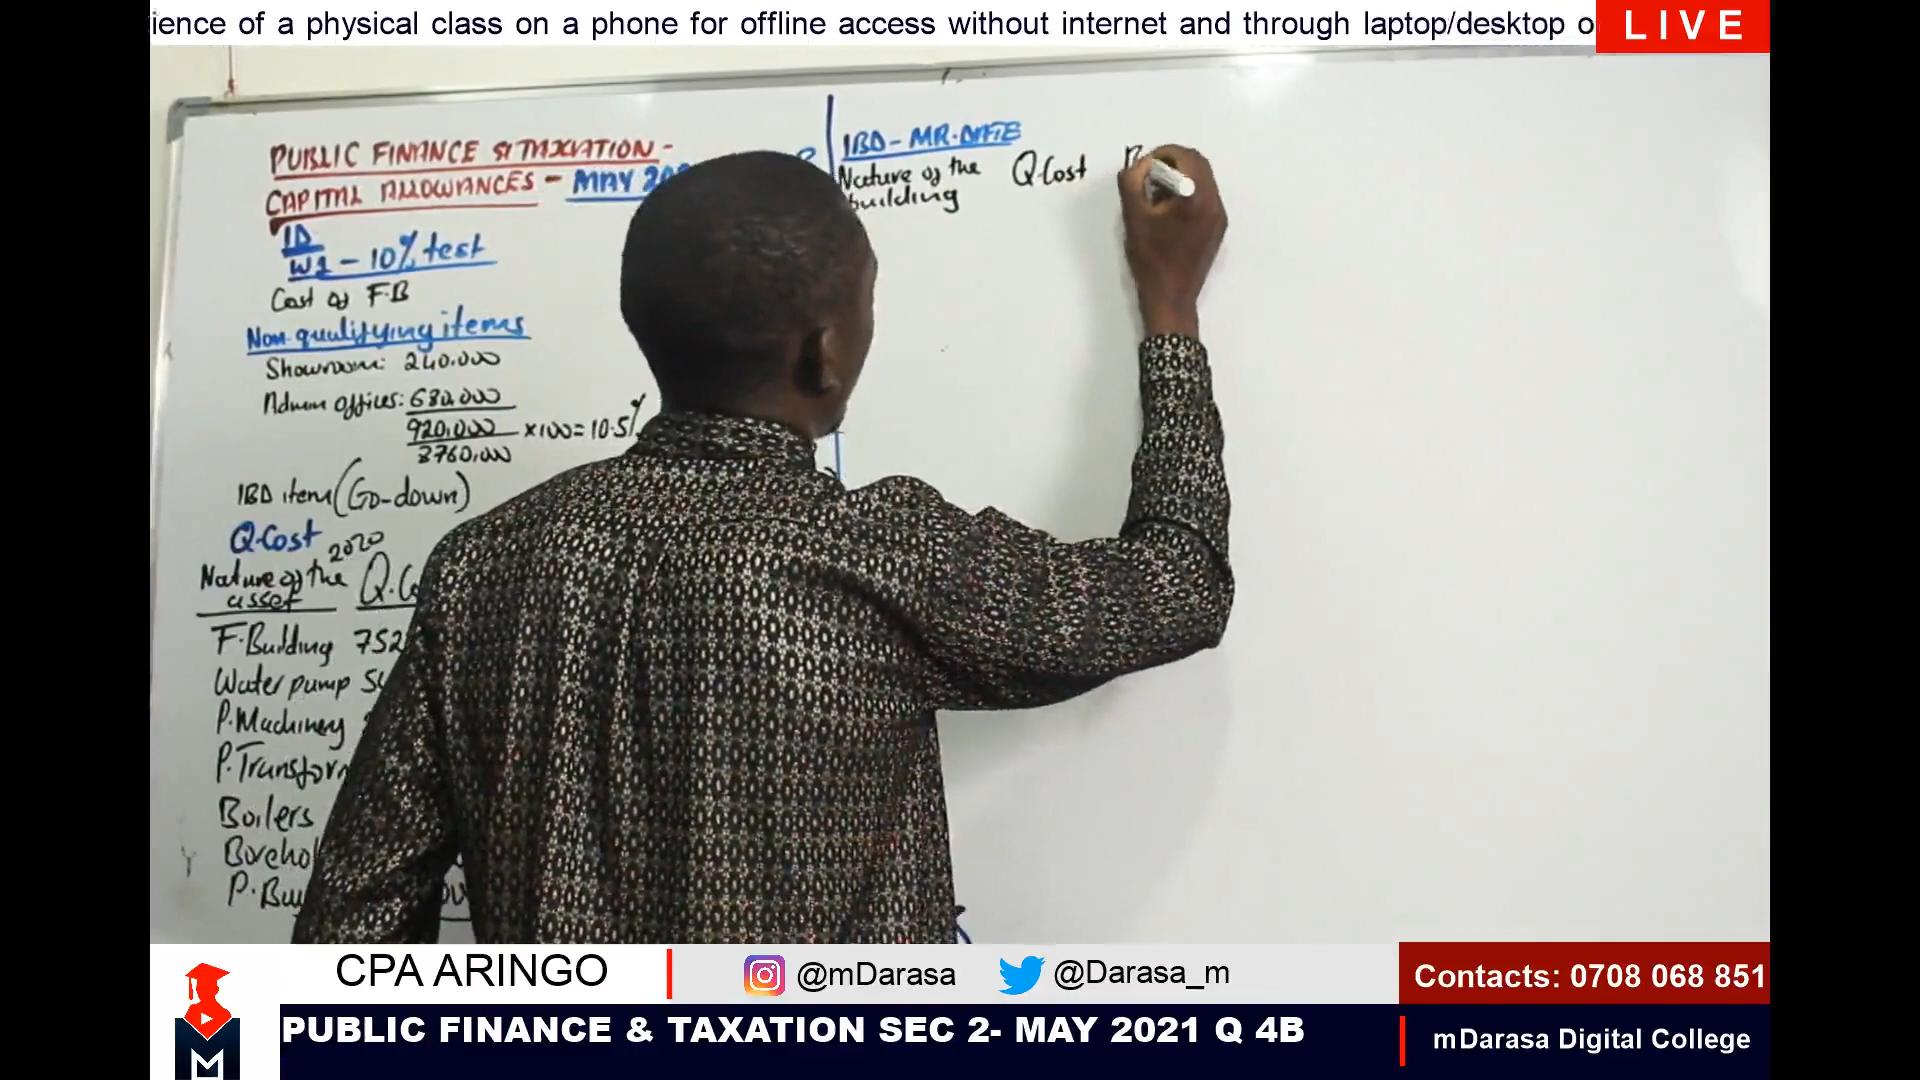 ience of a physical class on a phone for offline access without internet and through laptop/desktop o
LIVE
PUBLIC FINANCE & TAXATION -
CAPITAL ALLOWANCES - MAY
ID
W1 - 10% test
Cost of F.B
Non-qualifying items
Showroom: 240,000
Admin offices: 680,000
920,000 x100 = 10.5%
8760,000
IBD item (Go-down)
Q.Cost
2020
Nature of the
asset
F.Building 752
Water pump
P.Machinery
Boilers
IBD - MR.
Nature of the Q.Cost
building
CPA ARINGO
@mDarasa
@Darasa_m
Contacts: 0708 068 851
M
PUBLIC FINANCE & TAXATION SEC 2- MAY 2021 Q 4B
mDarasa Digital College